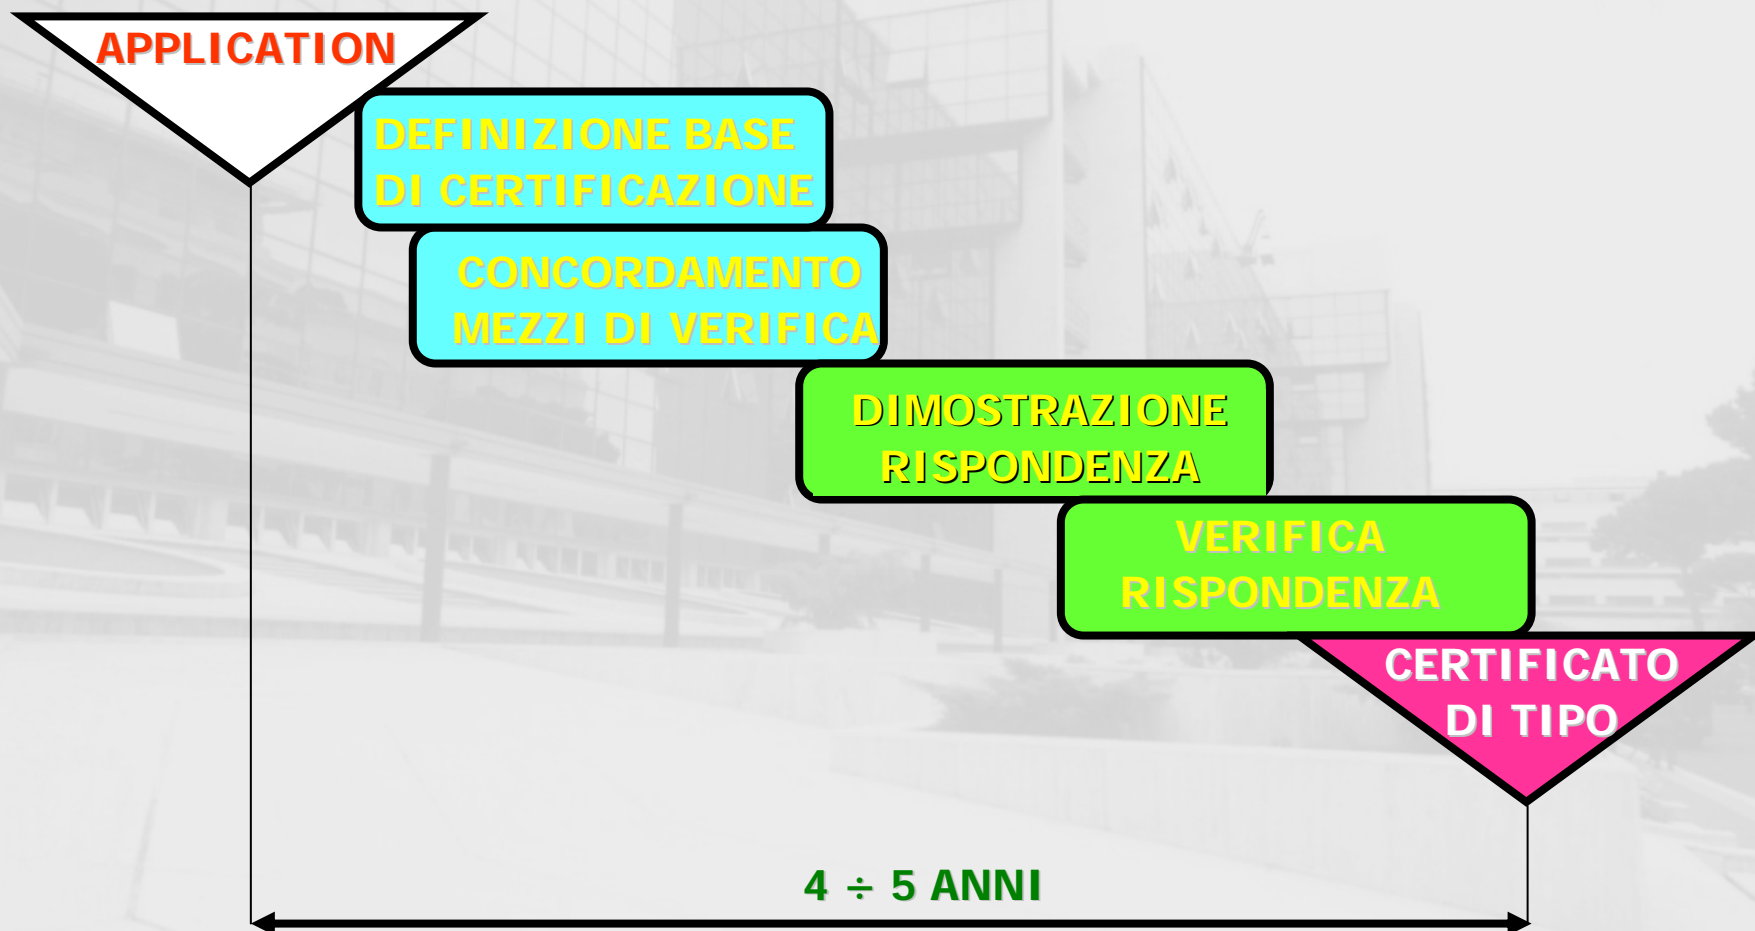 APPLICATION
DEFINIZIONE BASE
DI CERTIFICAZIONE
CONCORDAMENTO
MEZZI DI VERIFICA
DIMOSTRAZIONE
RISPONDENZA
VERIFICA
RISPONDENZA
CERTIFICATO
DI TIPO
4 ÷ 5 ANNI